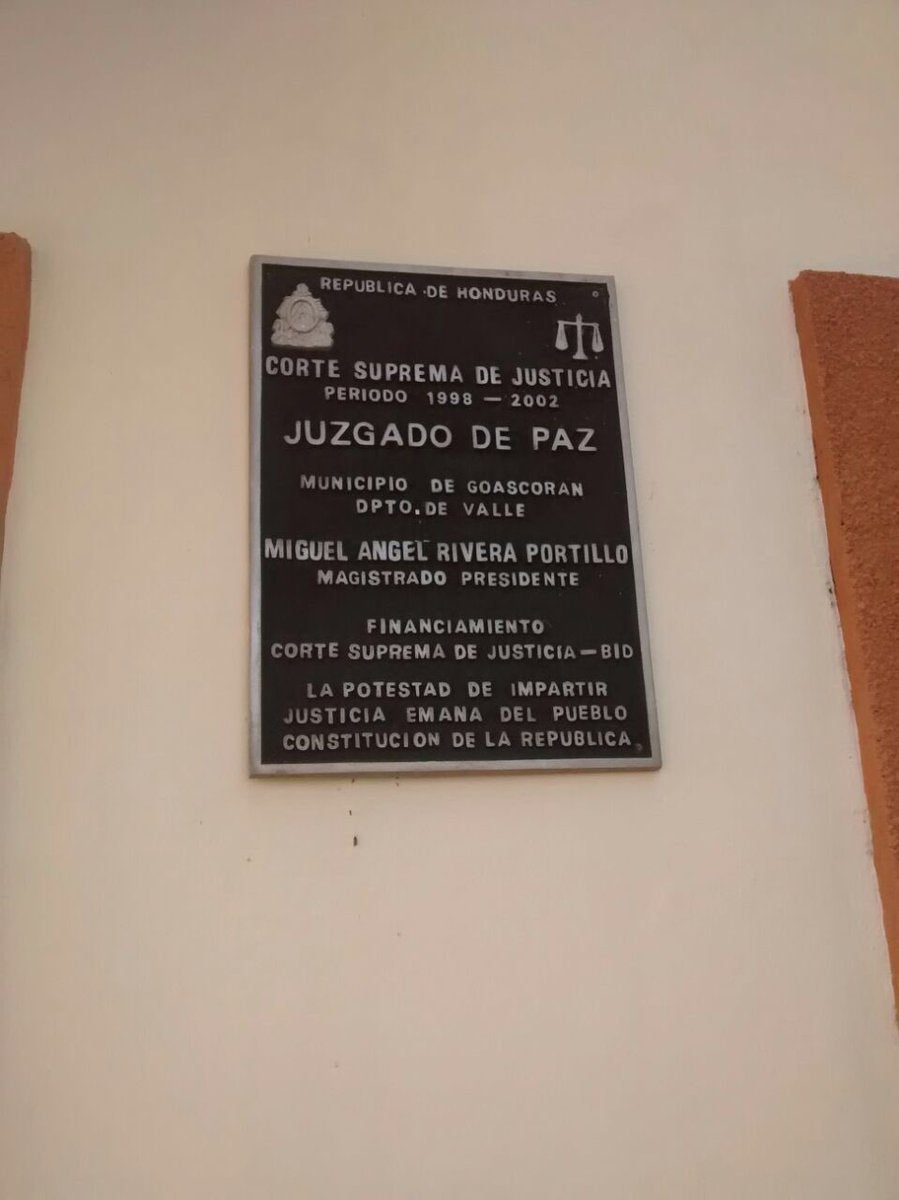 REPUBLICA DE HONDURAS
CORTE SUPREMA DE JUSTICIA
PERIODO 1998 - 2002
JUZGADO DE PAZ
MUNICIPIO DE GOASCORAN
DPTO. DE VALLE
MIGUEL ANGEL RIVERA PORTILLO
MAGISTRADO PRESIDENTE
FINANCIAMIENTO
CORTE SUPREMA DE JUSTICIA-BID
LA POTESTAD DE IMPARTIR
JUSTICIA EMANA DEL PUEBLO
CONSTITUCION DE LA REPUBLICA